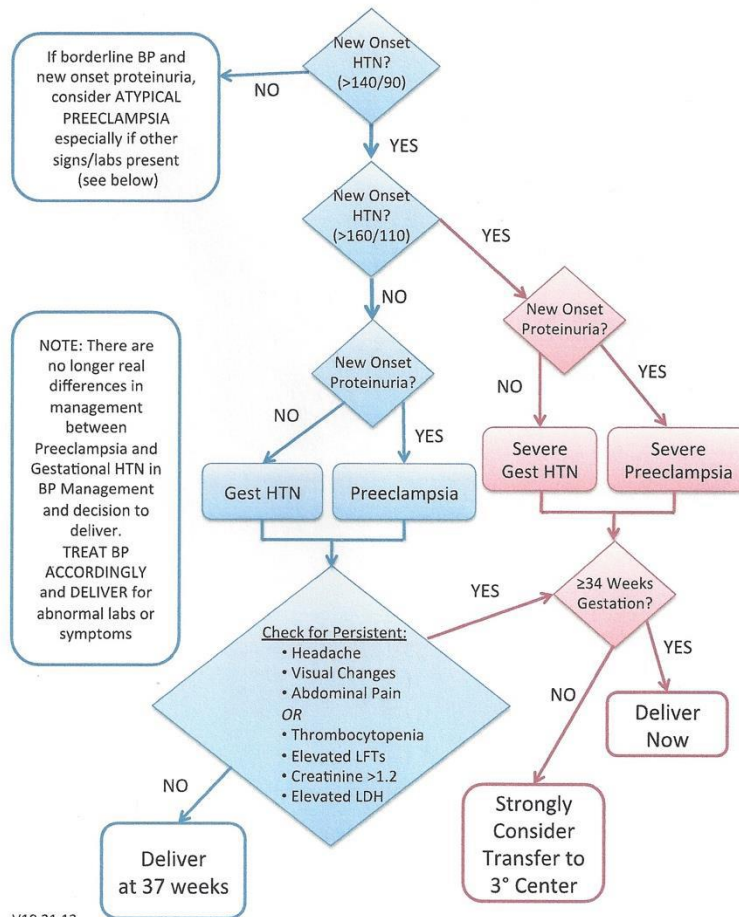 If borderline BP and
new onset proteinuria,
consider ATYPICAL
PREECLAMPSIA
especially if other
signs/labs present
(see below)
New Onset
HTN?
(>140/90)
NO
YES
New Onset
HTN?
(>160/110)
YES
NO
New Onset
Proteinuria?
NO
YES
NOTE: There are
no longer real
differences in
management
between
Preeclampsia and
Gestational HTN in
BP Management
and decision to
deliver.
TREAT BP
ACCORDINGLY
and DELIVER for
abnormal labs or
symptoms
New Onset
Proteinuria?
NO
YES
Gest HTN
Preeclampsia
Severe
Gest HTN
Severe
Preeclampsia
Check for Persistent:
• Headache
• Visual Changes
• Abdominal Pain
OR
• Thrombocytopenia
• Elevated LFTs
• Creatinine >1.2
• Elevated LDH
YES
≥34 Weeks
Gestation?
YES
NO
Deliver
Now
NO
Deliver
at 37 weeks
Strongly
Consider
Transfer to
3° Center